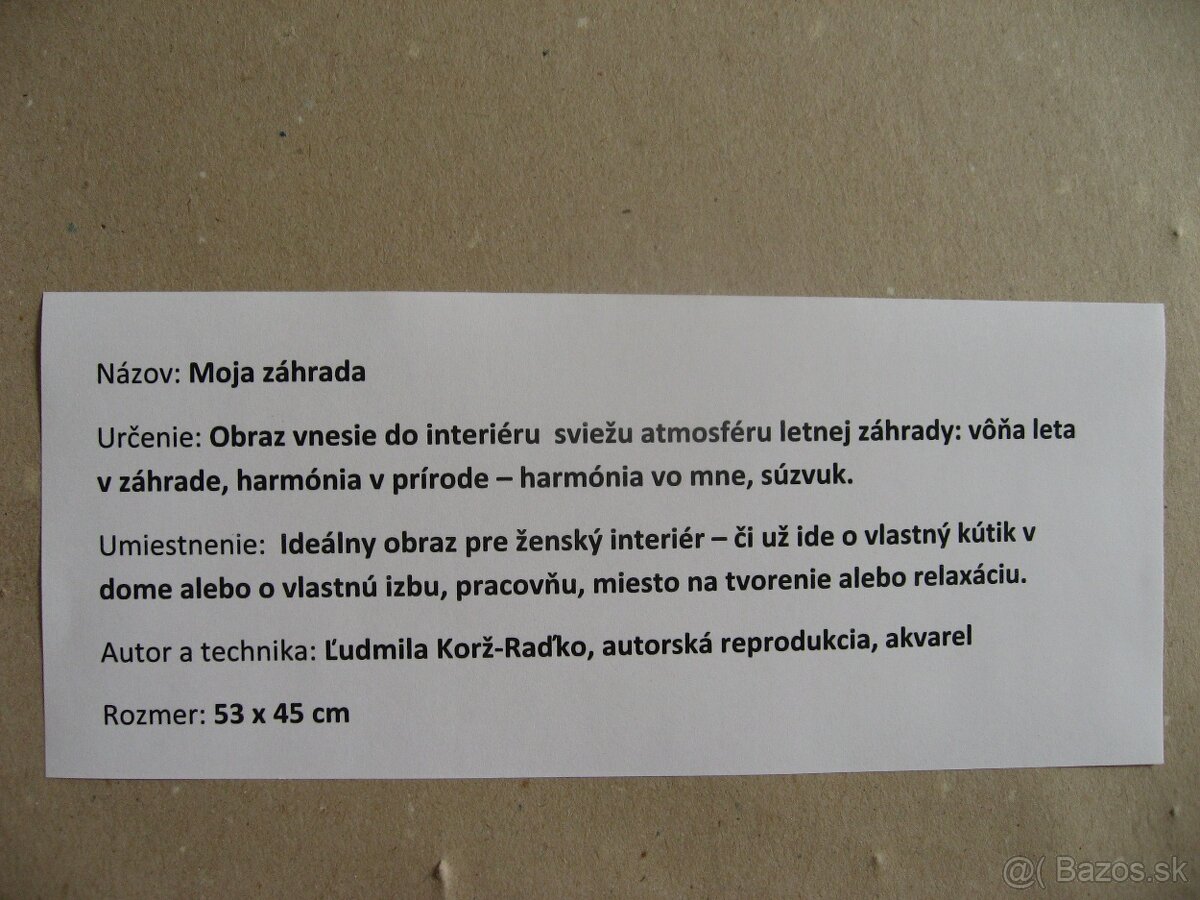 Názov: Moja záhrada
Určenie: Obraz vnesie do interiéru sviežu atmosféru letnej záhrady: vôňa leta
v záhrade, harmónia v prírode – harmónia vo mne, súzvuk.
Umiestnenie: Ideálny obraz pre ženský interiér – či už ide o vlastný kútik v
dome alebo o vlastnú izbu, pracovňu, miesto na tvorenie alebo relaxáciu.
Autor a technika: Ľudmila Korž-Raďko, autorská reprodukcia, akvarel
Rozmer: 53 x 45 cm
@( Bazos.sk